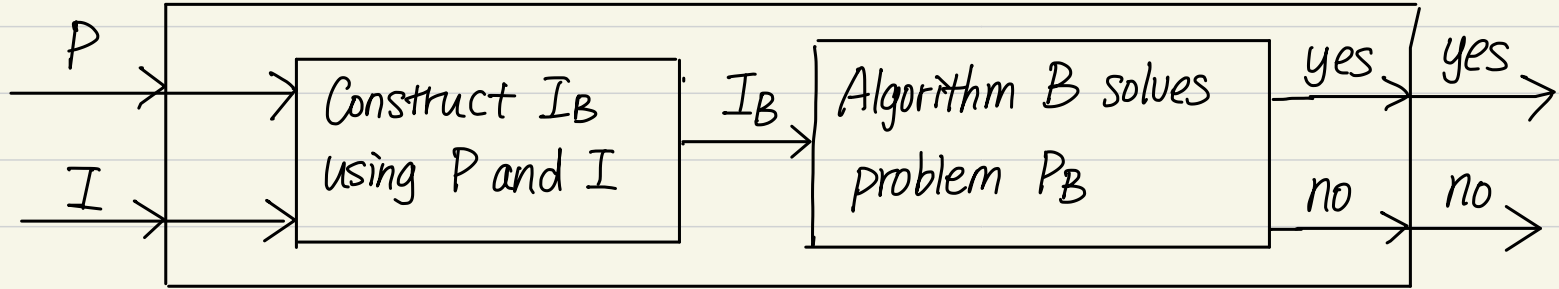 P
I
Construct I_B
using P and I
I_B
Algorithm B solves
problem P_B
yes
no
yes
no